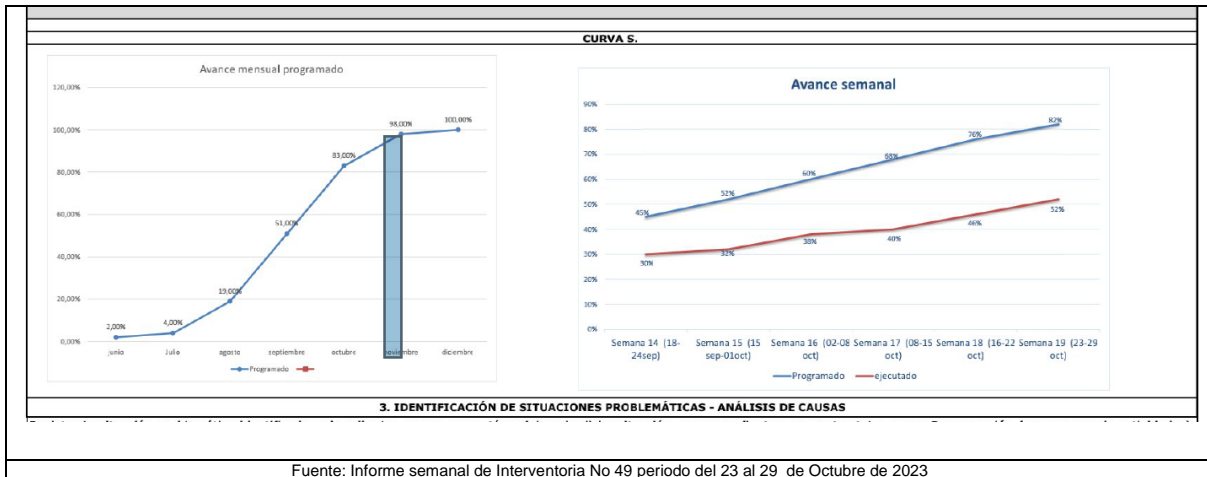 CURVA S.
Avance mensual programado
120,00%
100,00%
80,00%
60,00%
40,00%
20,00%
0,00%
2,00%
4,00%
19,00%
51,00%
83,00%
98,00%
100,00%
junio
Julio
agosto
septiembre
octubre
noviembre
diciembre
Programado
Avance semanal
90%
80%
70%
60%
50%
40%
30%
20%
10%
0%
45%
52%
60%
68%
76%
82%
30%
32%
38%
40%
46%
52%
Semana 14 (18-
24sep)
Semana 15 (15
sep-01oct)
Semana 16 (02-08
oct)
Semana 17 (08-15
oct)
Semana 18 (16-22
oct)
Semana 19 (23-29
oct)
Programado
ejecutado
3. IDENTIFICACIÓN DE SITUACIONES PROBLEMÁTICAS - ANÁLISIS DE CAUSAS
Fuente: Informe semanal de Interventoria No 49 periodo del 23 al 29 de Octubre de 2023